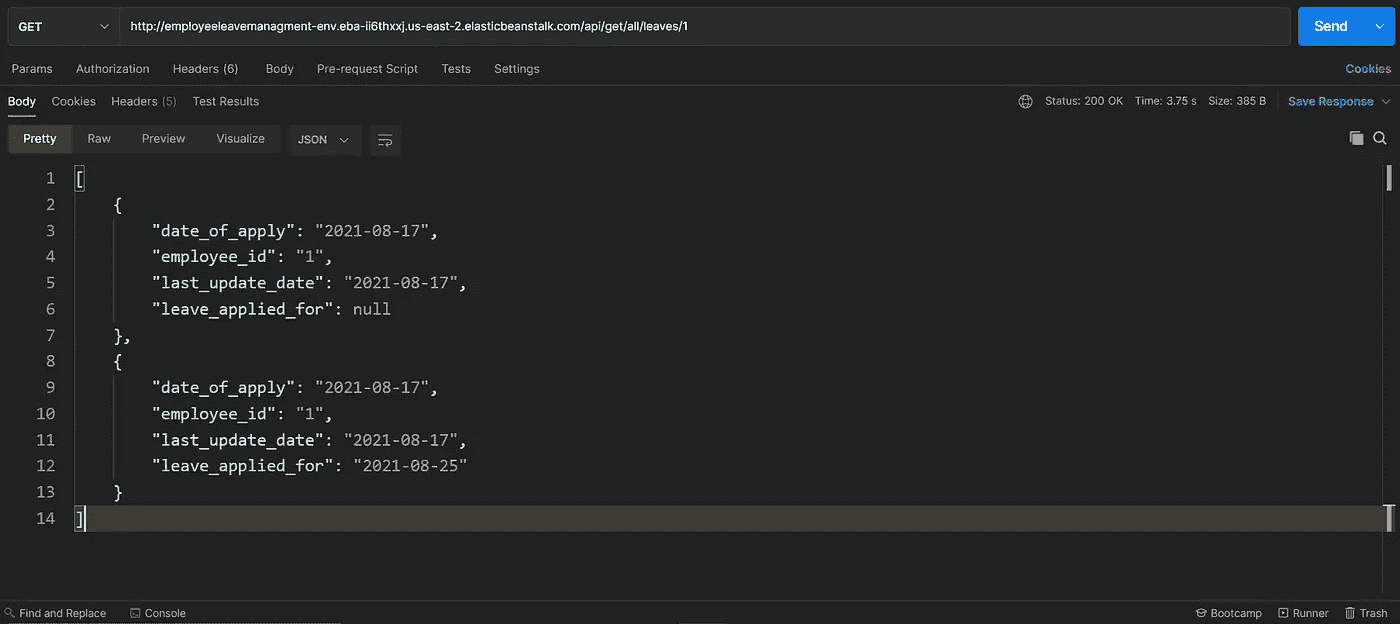 GET http://employeeleavemanagment-env.eba-ii6thxxj.us-east-2.elasticbeanstalk.com/api/get/all/leaves/1 Send
Params Authorization Headers (6) Body Pre-request Script Tests Settings Cookies
Body Cookies Headers (5) Test Results Status: 200 OK Time: 3.75 s Size: 385 B Save Response
Pretty Raw Preview Visualize JSON
1 [
2 {
3 "date_of_apply": "2021-08-17",
4 "employee_id": "1",
5 "last_update_date": "2021-08-17",
6 "leave_applied_for": null
7 },
8 {
9 "date_of_apply": "2021-08-17",
10 "employee_id": "1",
11 "last_update_date": "2021-08-17",
12 "leave_applied_for": "2021-08-25"
13 }
14 ]
Find and Replace Console Bootcamp Runner Trash